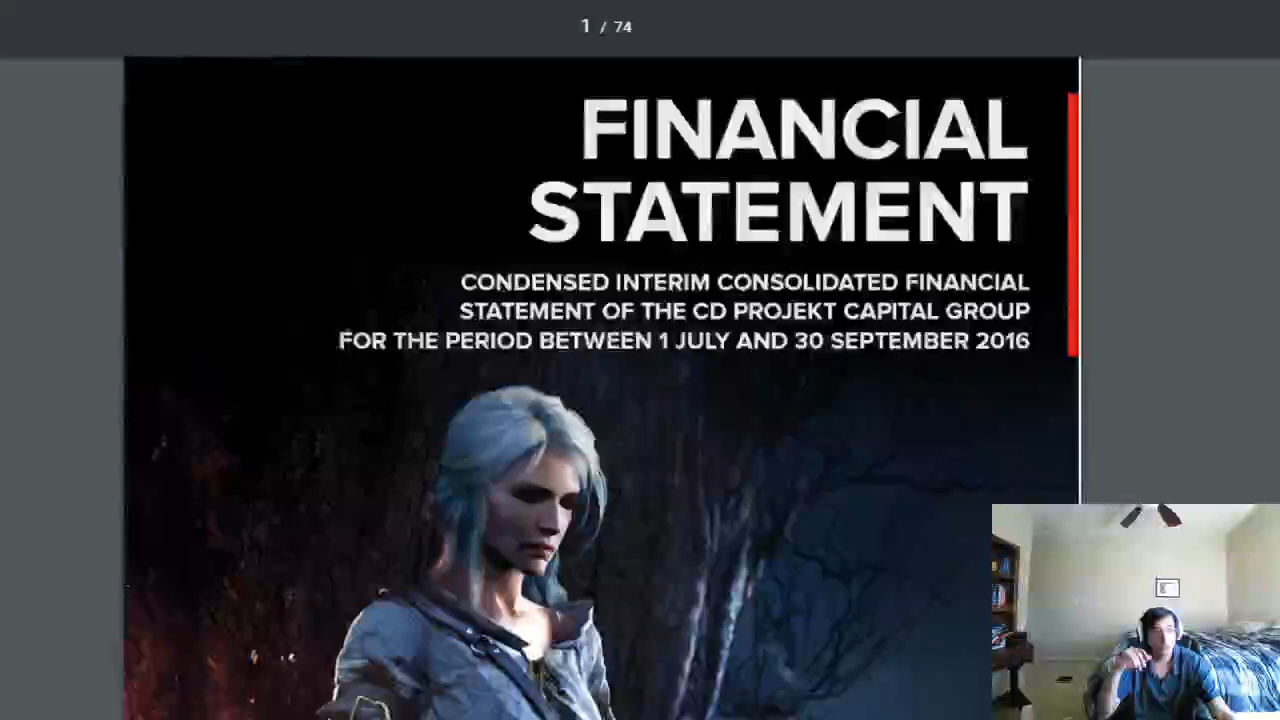 1 / 74
FINANCIAL
STATEMENT
CONDENSED INTERIM CONSOLIDATED FINANCIAL
STATEMENT OF THE CD PROJEKT CAPITAL GROUP
FOR THE PERIOD BETWEEN 1 JULY AND 30 SEPTEMBER 2016